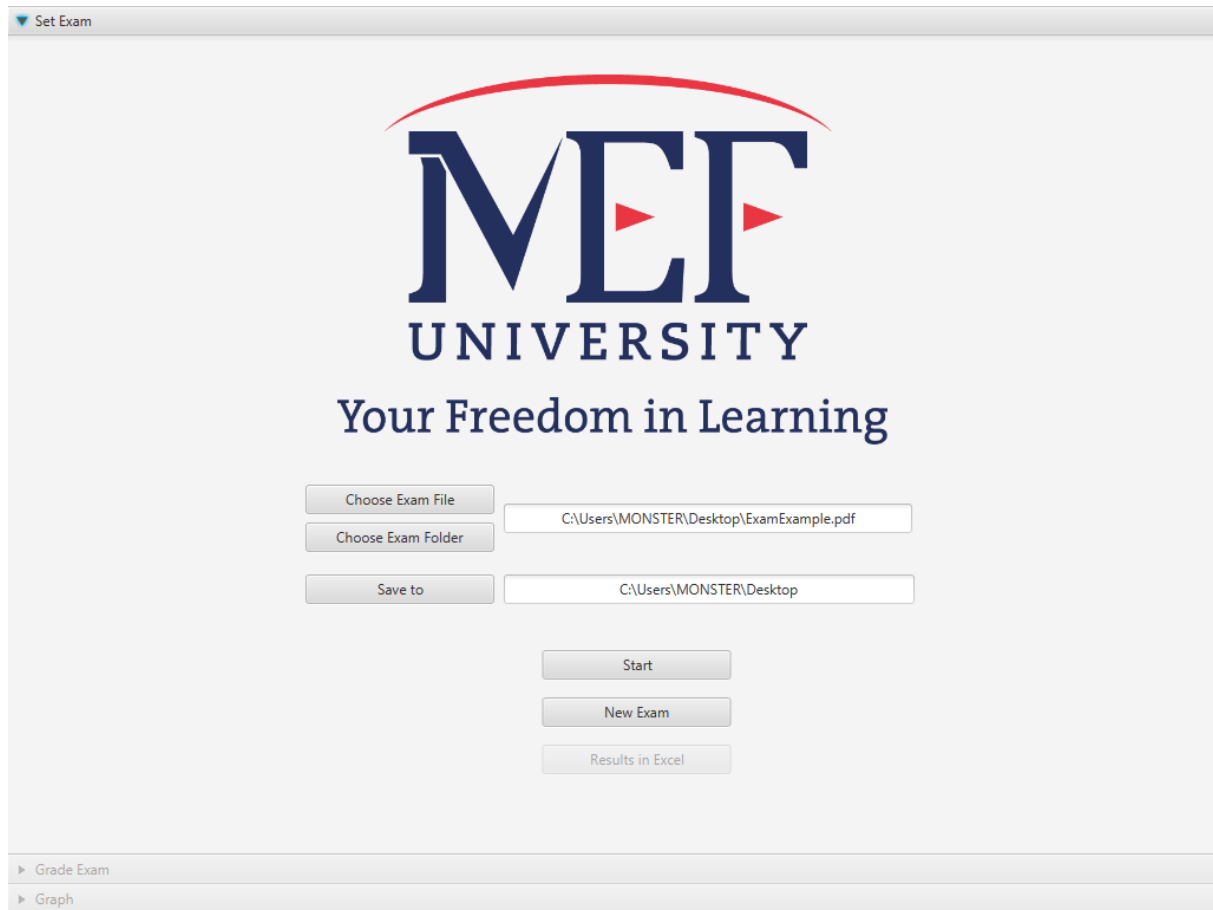 Set Exam
MEF
UNIVERSITY
Your Freedom in Learning
Choose Exam File
C:\Users\MONSTER\Desktop\ExamExample.pdf
Choose Exam Folder
Save to
C:\Users\MONSTER\Desktop
Start
New Exam
Results in Excel
Grade Exam
Graph